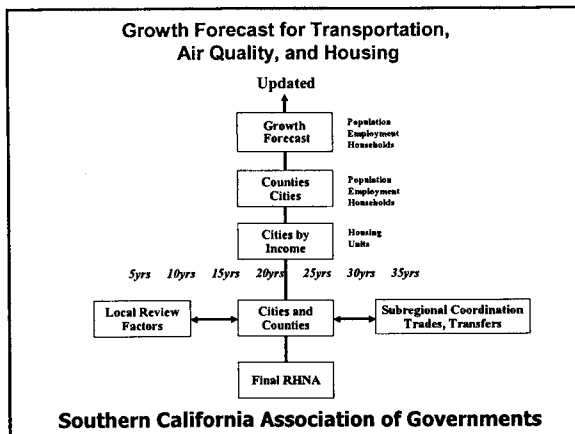 Growth Forecast for Transportation,
Air Quality, and Housing
Updated
Growth
Forecast
Population
Employment
Households
Counties
Cities
Population
Employment
Households
Cities by
Income
Housing
Units
5yrs 10yrs 15yrs 20yrs 25yrs 30yrs 35yrs
Local Review
Factors
Cities and
Counties
Subregional Coordination
Trades, Transfers
Final RHNA
Southern California Association of Governments